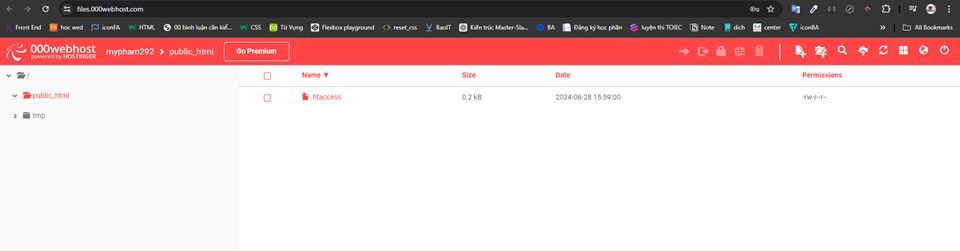 files.000webhost.com
Front End hoc wed iconFA HTML 00 bình luận cần kiế... CSS Từ Vựng Flexbox playground reset_css BaoIT Kiến trúc Master-Sla... BA Đăng ký học phần luyện thi TOIEC Note dich center iconBA » All Bookmarks
000webhost
powered by HOSTINGER
mypham292 > public_html Go Premium
/
public_html
tmp
Name ▼ Size Date Permissions
.htaccess 0.2 kB 2024-06-28 15:59:00 -rw-r--r--